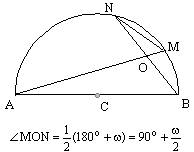 N
M
O
A
C
B
∠MON = 1/2(180° + ω) = 90° + ω/2